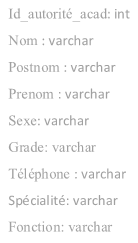 Id_autorité_acad: int
Nom : varchar
Postnom : varchar
Prenom : varchar
Sexe: varchar
Grade: varchar
Téléphone : varchar
Spécialité: varchar
Fonction: varchar